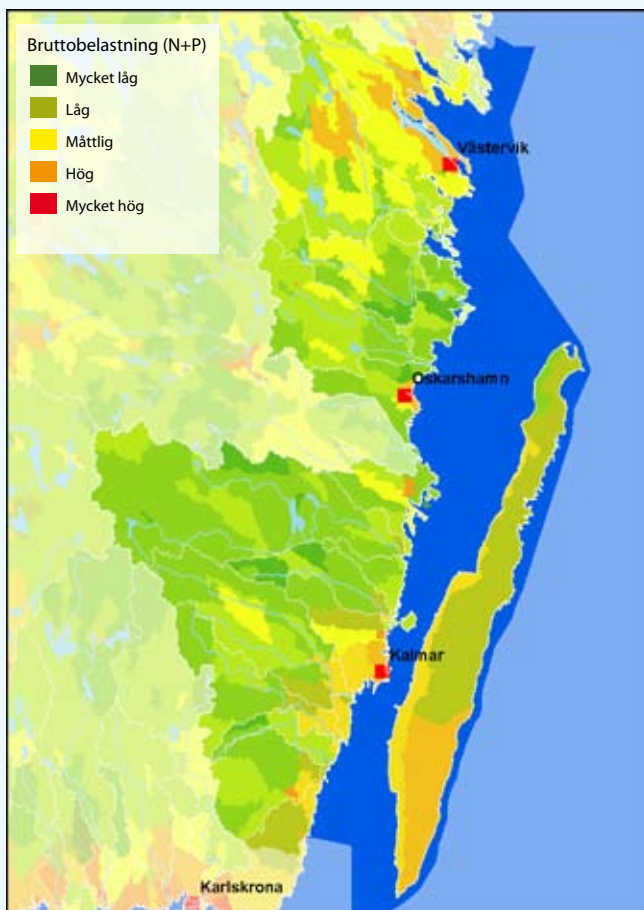 Bruttobelastning (N+P)
Mycket låg
Låg
Måttlig
Hög
Mycket hög
Västervik
Oskarshamn
Kalmar
Karlskrona